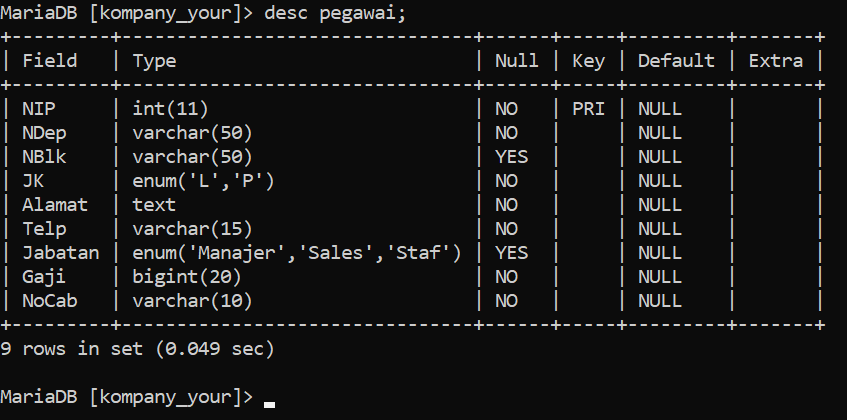 MariaDB [kompany_your]> desc pegawai;
+---------+--------------------------------+------+-----+---------+-------+
| Field   | Type                           | Null | Key | Default | Extra |
+---------+--------------------------------+------+-----+---------+-------+
| NIP     | int(11)                        | NO   | PRI | NULL    |       |
| NDep    | varchar(50)                    | NO   |     | NULL    |       |
| NBlk    | varchar(50)                    | YES  |     | NULL    |       |
| JK      | enum('L','P')                  | NO   |     | NULL    |       |
| Alamat  | text                           | NO   |     | NULL    |       |
| Telp    | varchar(15)                    | NO   |     | NULL    |       |
| Jabatan | enum('Manajer','Sales','Staf') | YES  |     | NULL    |       |
| Gaji    | bigint(20)                     | NO   |     | NULL    |       |
| NoCab   | varchar(10)                    | NO   |     | NULL    |       |
+---------+--------------------------------+------+-----+---------+-------+
9 rows in set (0.049 sec)
MariaDB [kompany_your]>